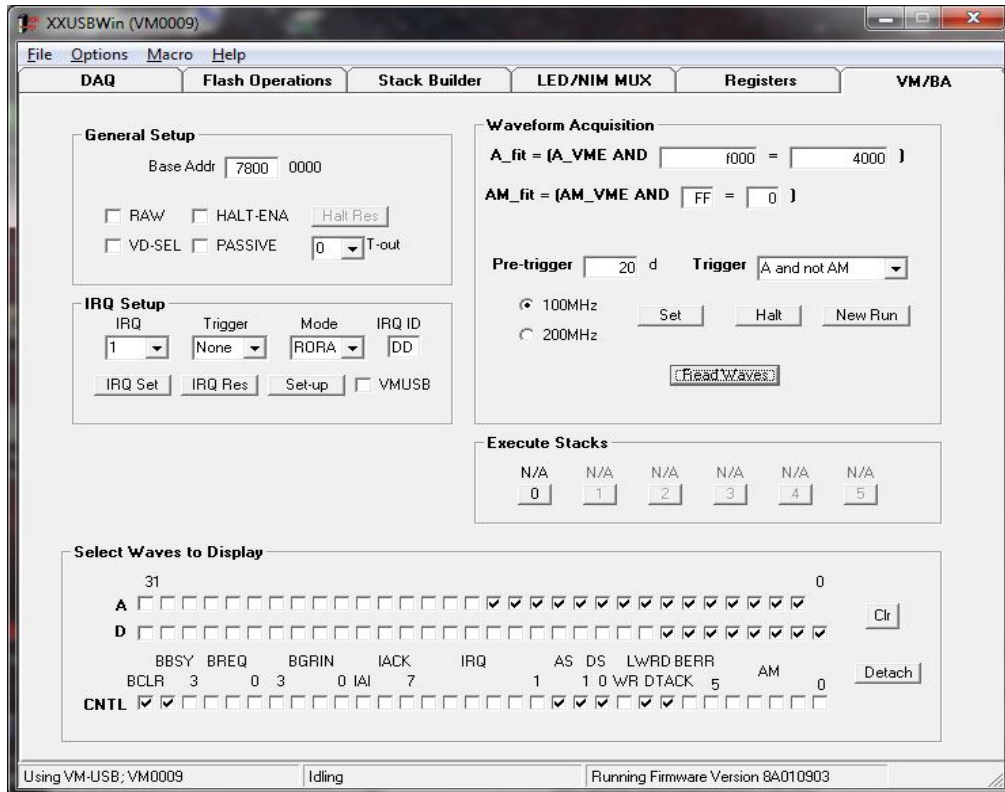 XXUSBWin (VM0009)
File Options Macro Help
DAQ Flash Operations Stack Builder LED/NIM MUX Registers VM/BA
General Setup
Base Addr 7800 0000
RAW HALT-ENA Halt Res
VD-SEL PASSIVE 0 T-out
IRQ Setup
IRQ Trigger Mode IRQ ID
1 None RORA DD
IRQ Set IRQ Res Set-up VMUSB
Waveform Acquisition
A_fit = (A_VME AND f000 = 4000 )
AM_fit = (AM_VME AND FF = 0 )
Pre-trigger 20 d Trigger A and not AM
100MHz
200MHz
Set Halt New Run
Read Waves
Execute Stacks
N/A N/A N/A N/A N/A N/A
0 1 2 3 4 5
Select Waves to Display
31 0
A
D
Clr
BBSY BREQ BGRIN IACK IRQ AS DS LWRD BERR AM
BCLR 3 0 3 0 IAI 7 1 1 0 WR DTACK 5 0
CNTL
Detach
Using VM-USB; VM0009 Idling Running Firmware Version 8A010903